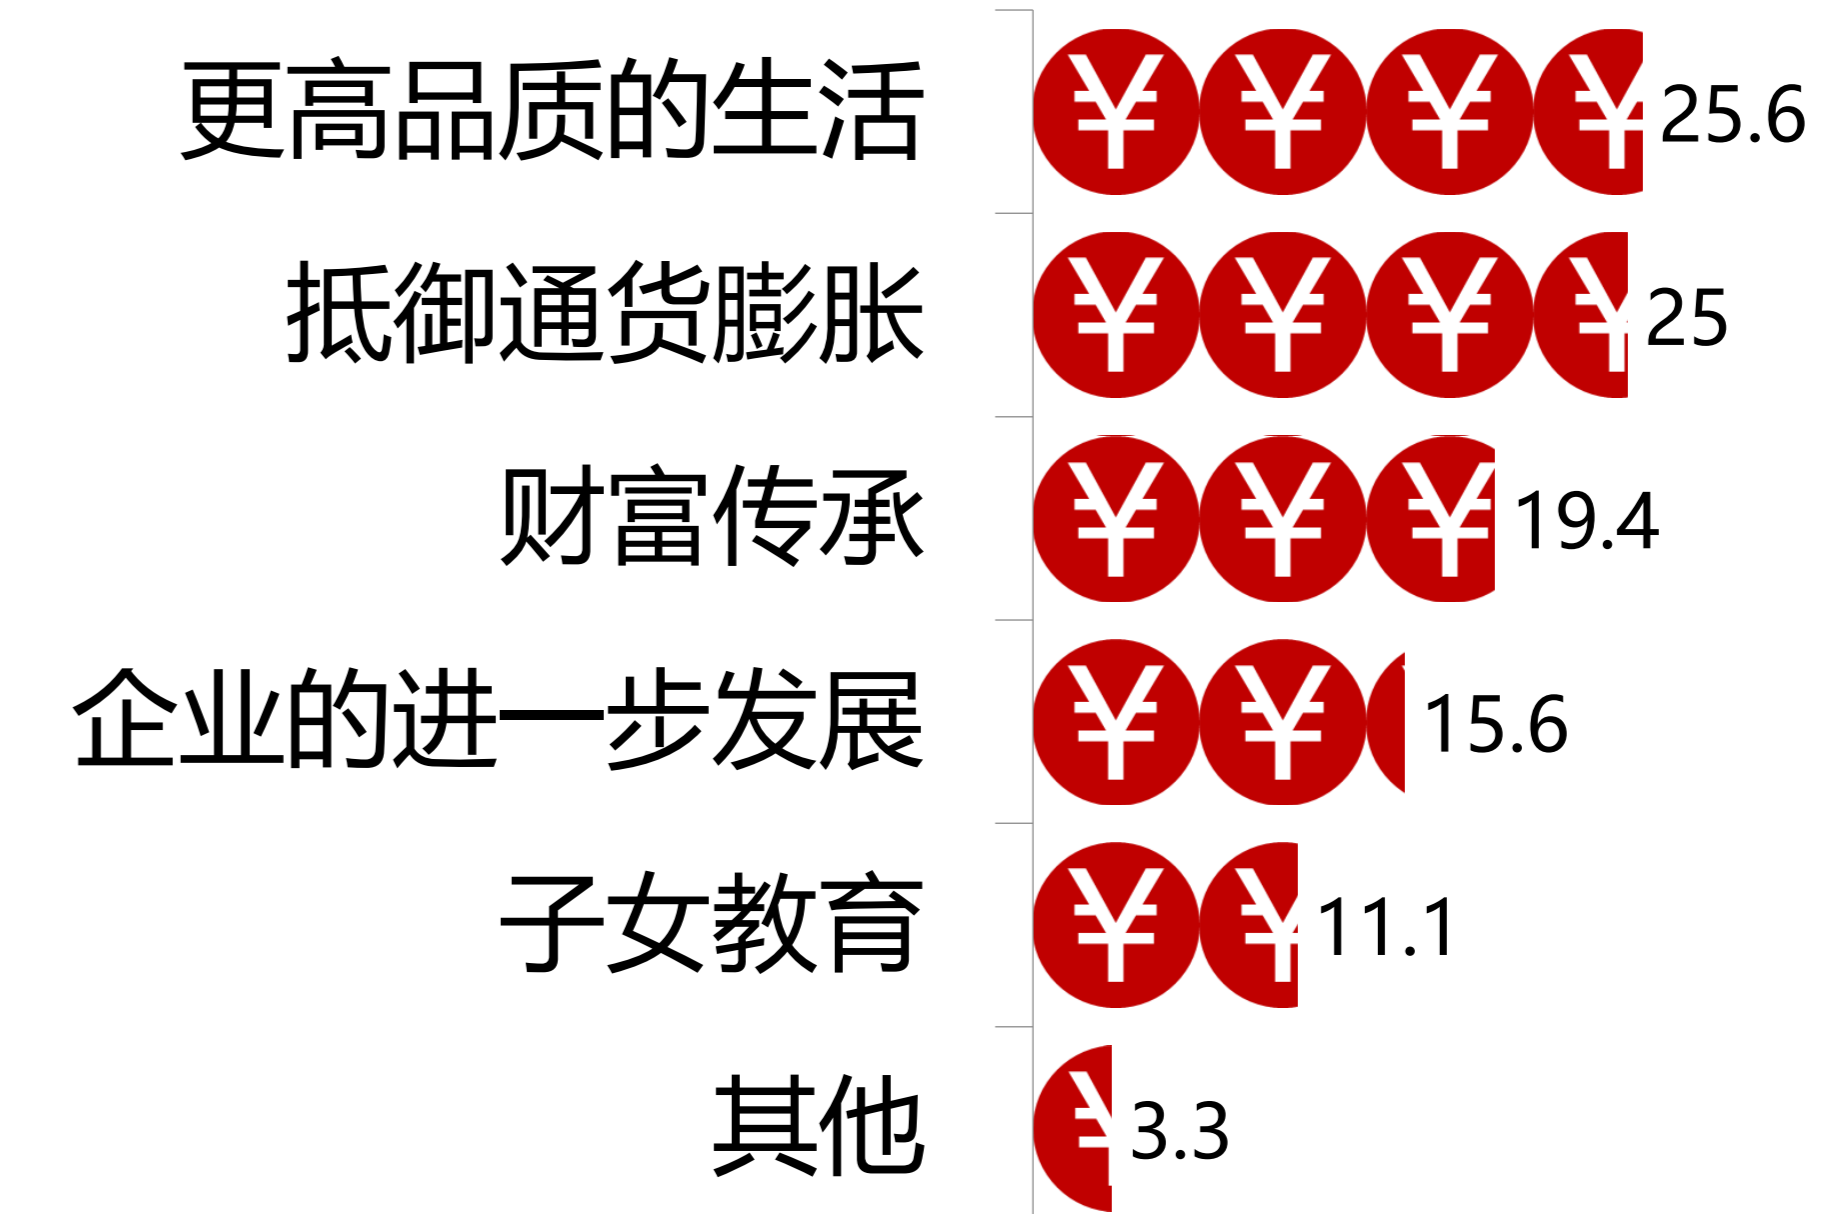 更高品质的生活 ¥ ¥ ¥ ¥ 25.6
抵御通货膨胀 ¥ ¥ ¥ ¥ 25
财富传承 ¥ ¥ ¥ 19.4
企业的进一步发展 ¥ ¥ 15.6
子女教育 ¥ ¥ 11.1
其他 ¥ 3.3